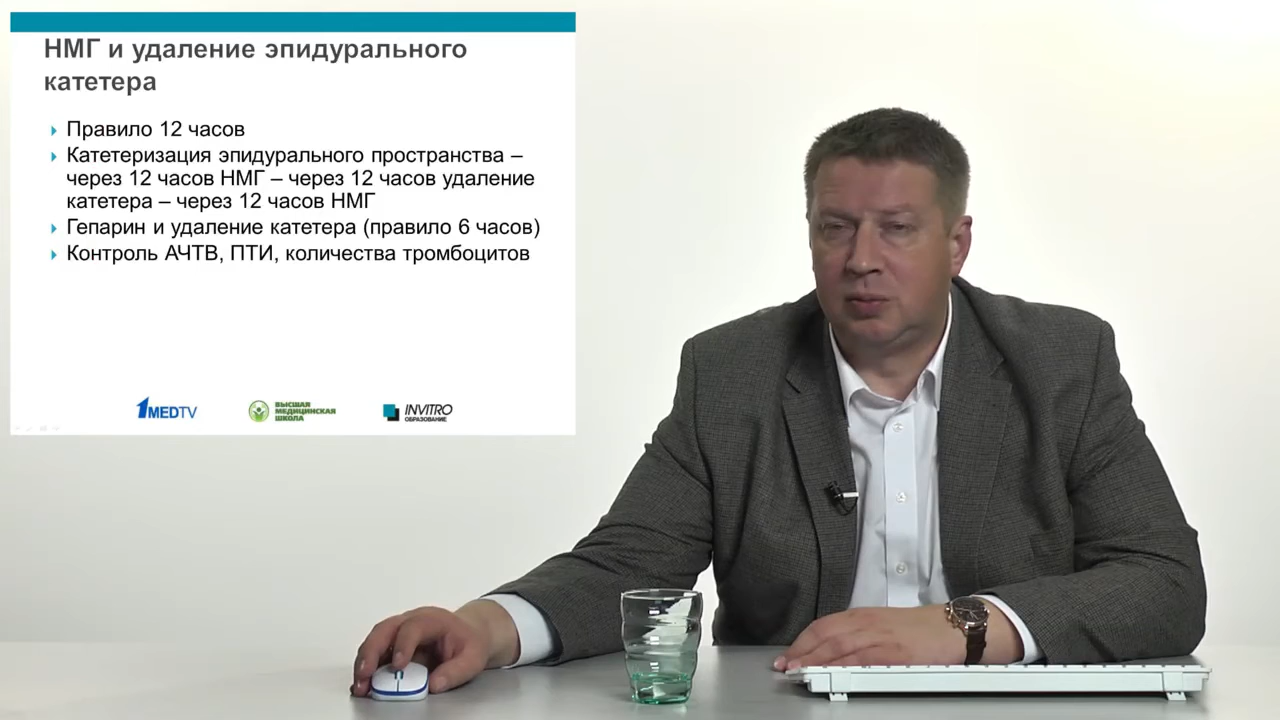 НМГ и удаление эпидурального
катетера
Правило 12 часов
Катетеризация эпидурального пространства –
через 12 часов НМГ – через 12 часов удаление
катетера – через 12 часов НМГ
Гепарин и удаление катетера (правило 6 часов)
Контроль АЧТВ, ПТИ, количества тромбоцитов
1MEDTV
ВЫСШАЯ
МЕДИЦИНСКАЯ
ШКОЛА
INVITRO
ОБРАЗОВАНИЕ